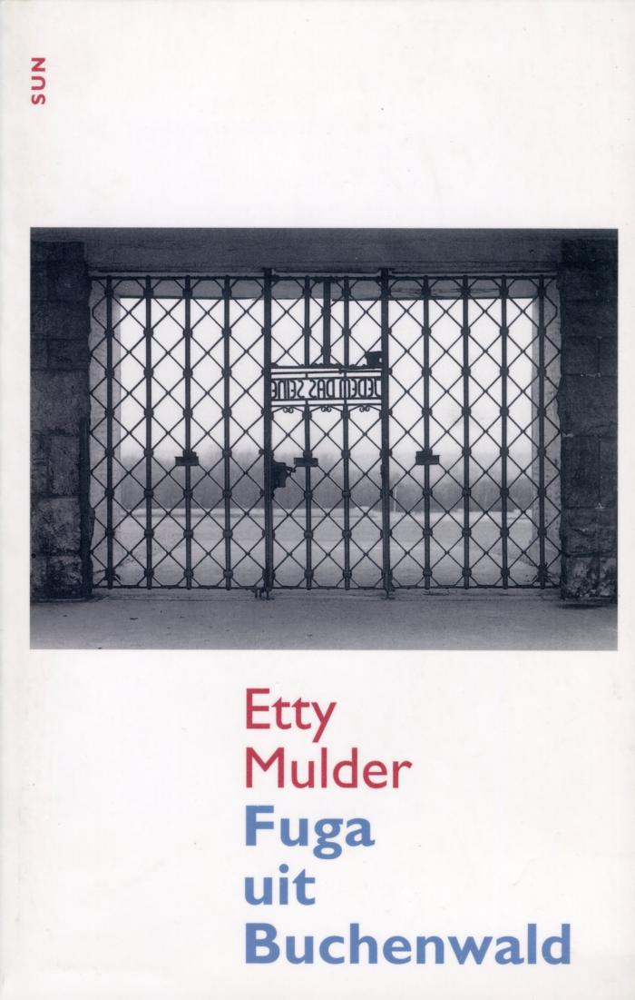 SUN
JEDEM DAS SEINE
Etty
Mulder
Fuga
uit
Buchenwald